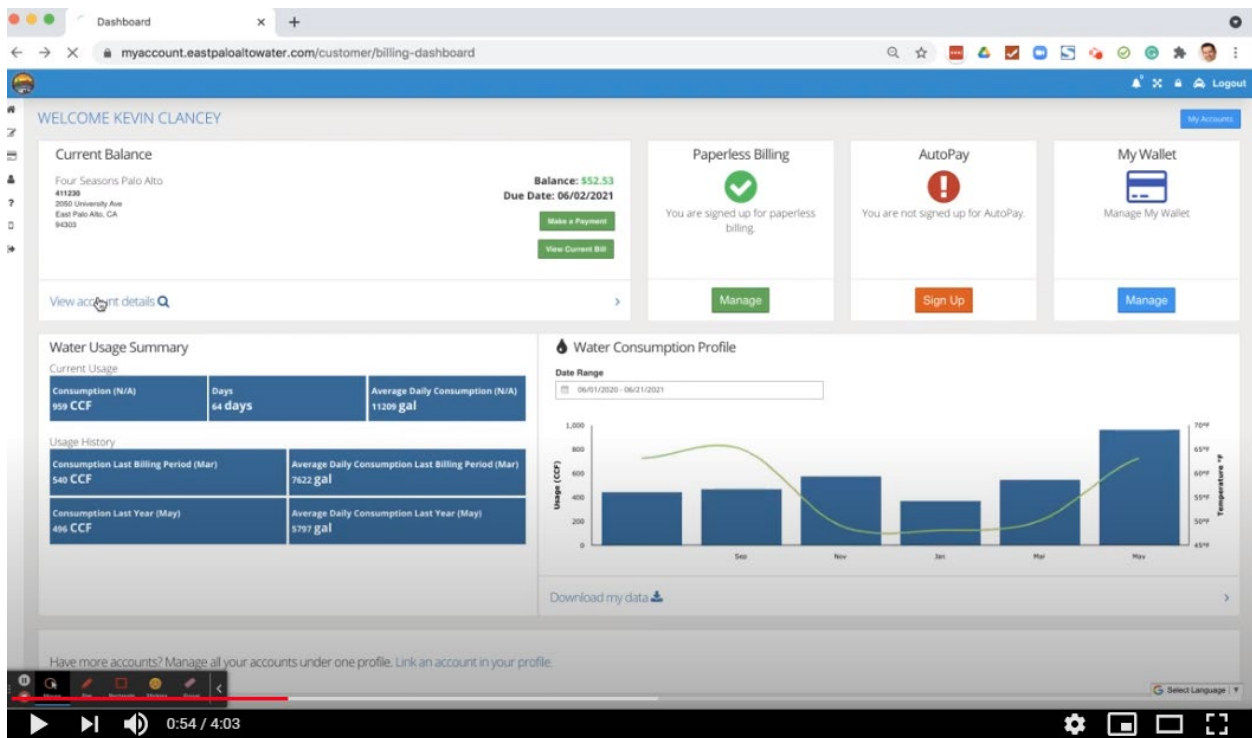 Dashboard
myaccount.eastpaloaltowater.com/customer/billing-dashboard
Logout
WELCOME KEVIN CLANCEY
My Accounts
Current Balance
Four Seasons Palo Alto
411230
2050 University Ave
East Palo Alto, CA
94303
Balance: $52.53
Due Date: 06/02/2021
Make a Payment
View Current Bill
View account details
Paperless Billing
You are signed up for paperless
billing.
Manage
AutoPay
You are not signed up for AutoPay.
Sign Up
My Wallet
Manage My Wallet
Manage
Water Usage Summary
Current Usage
Consumption (N/A)
959 CCF
Days
64 days
Average Daily Consumption (N/A)
11209 gal
Usage History
Consumption Last Billing Period (Mar)
540 CCF
Average Daily Consumption Last Billing Period (Mar)
7622 gal
Consumption Last Year (May)
496 CCF
Average Daily Consumption Last Year (May)
5797 gal
Water Consumption Profile
Date Range
06/01/2020 - 06/21/2021
Usage (CCF)
1,000
800
600
400
200
0
Sep
Nov
Jan
Mar
May
70°F
65°F
60°F
55°F
50°F
45°F
Temperature °F
Download my data
Have more accounts? Manage all your accounts under one profile. Link an account in your profile.
Select Language
0:54 / 4:03